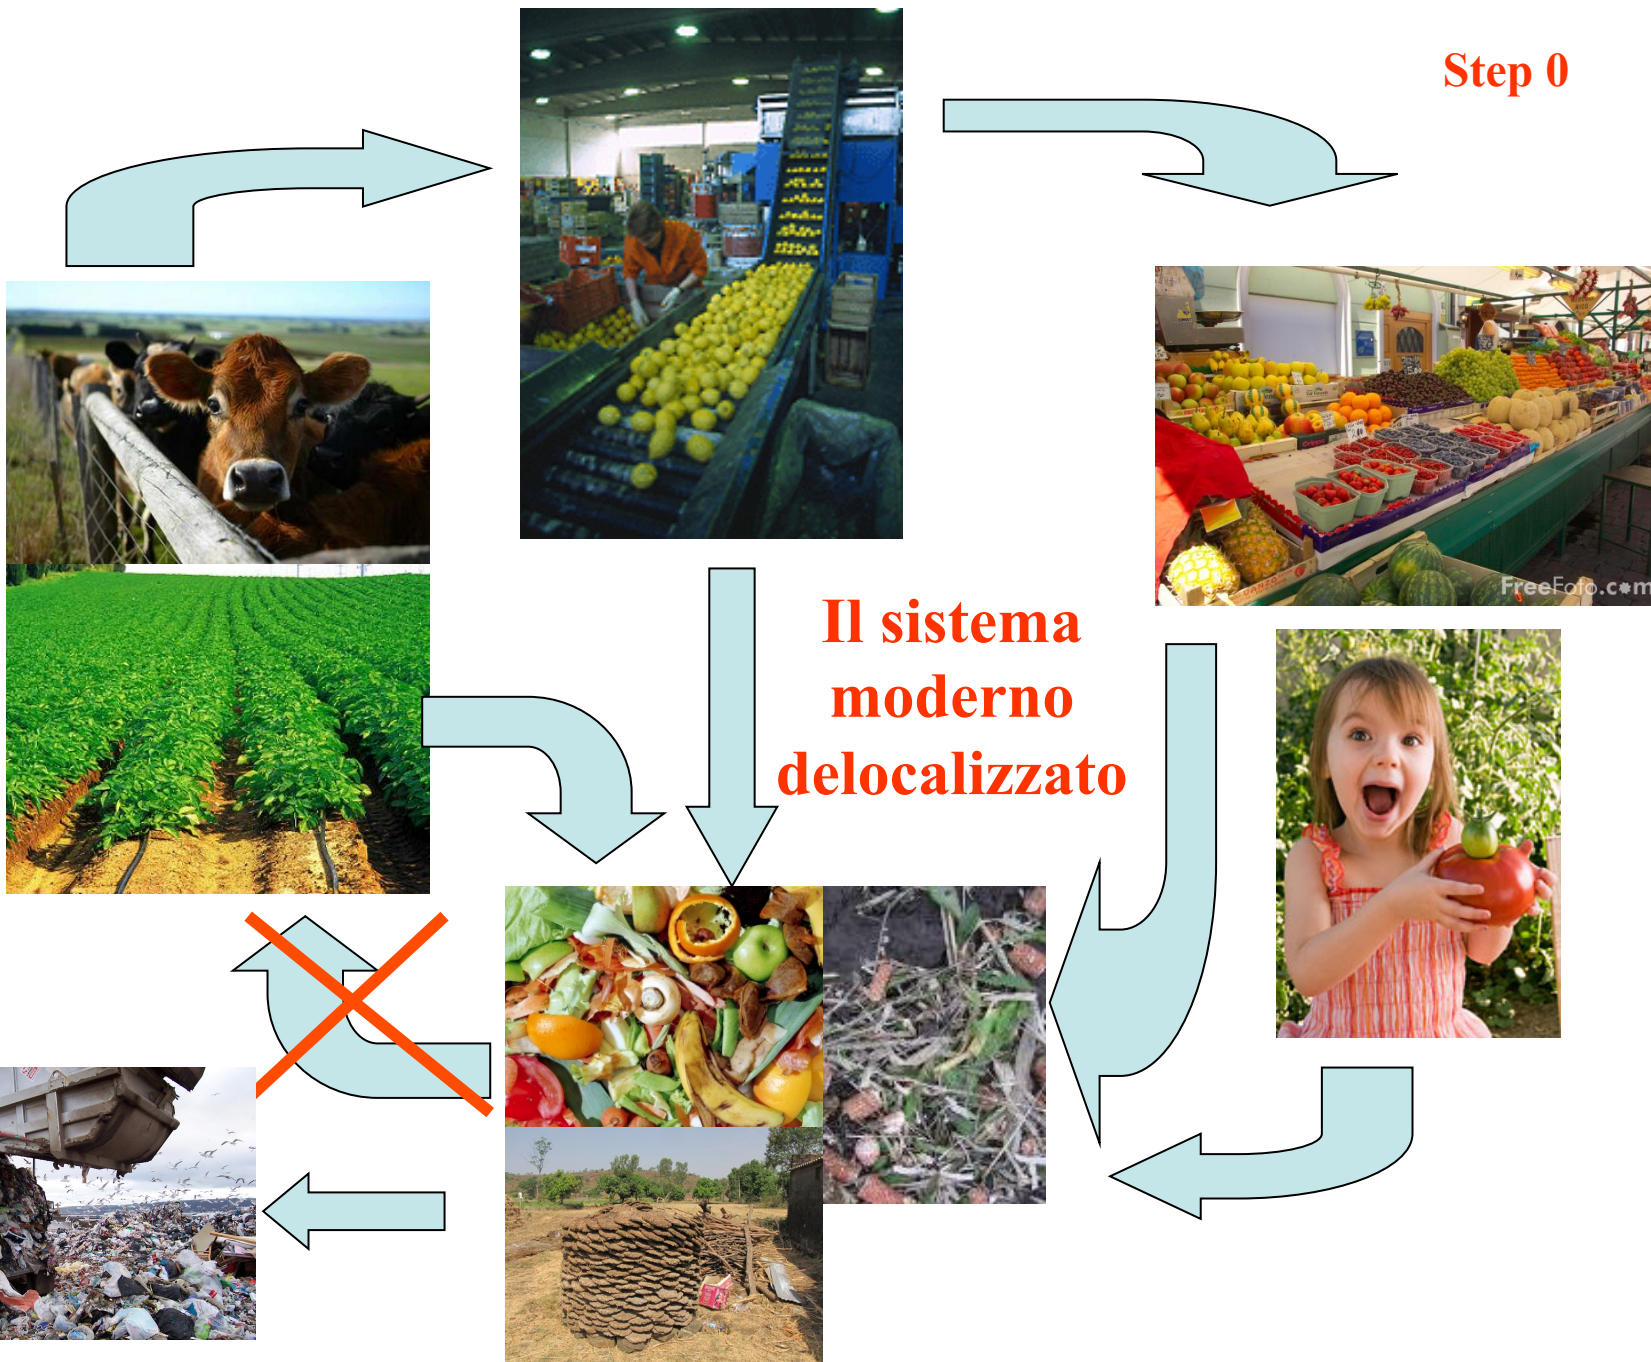 Step 0
FreeFoto.com
Il sistema
moderno
delocalizzato